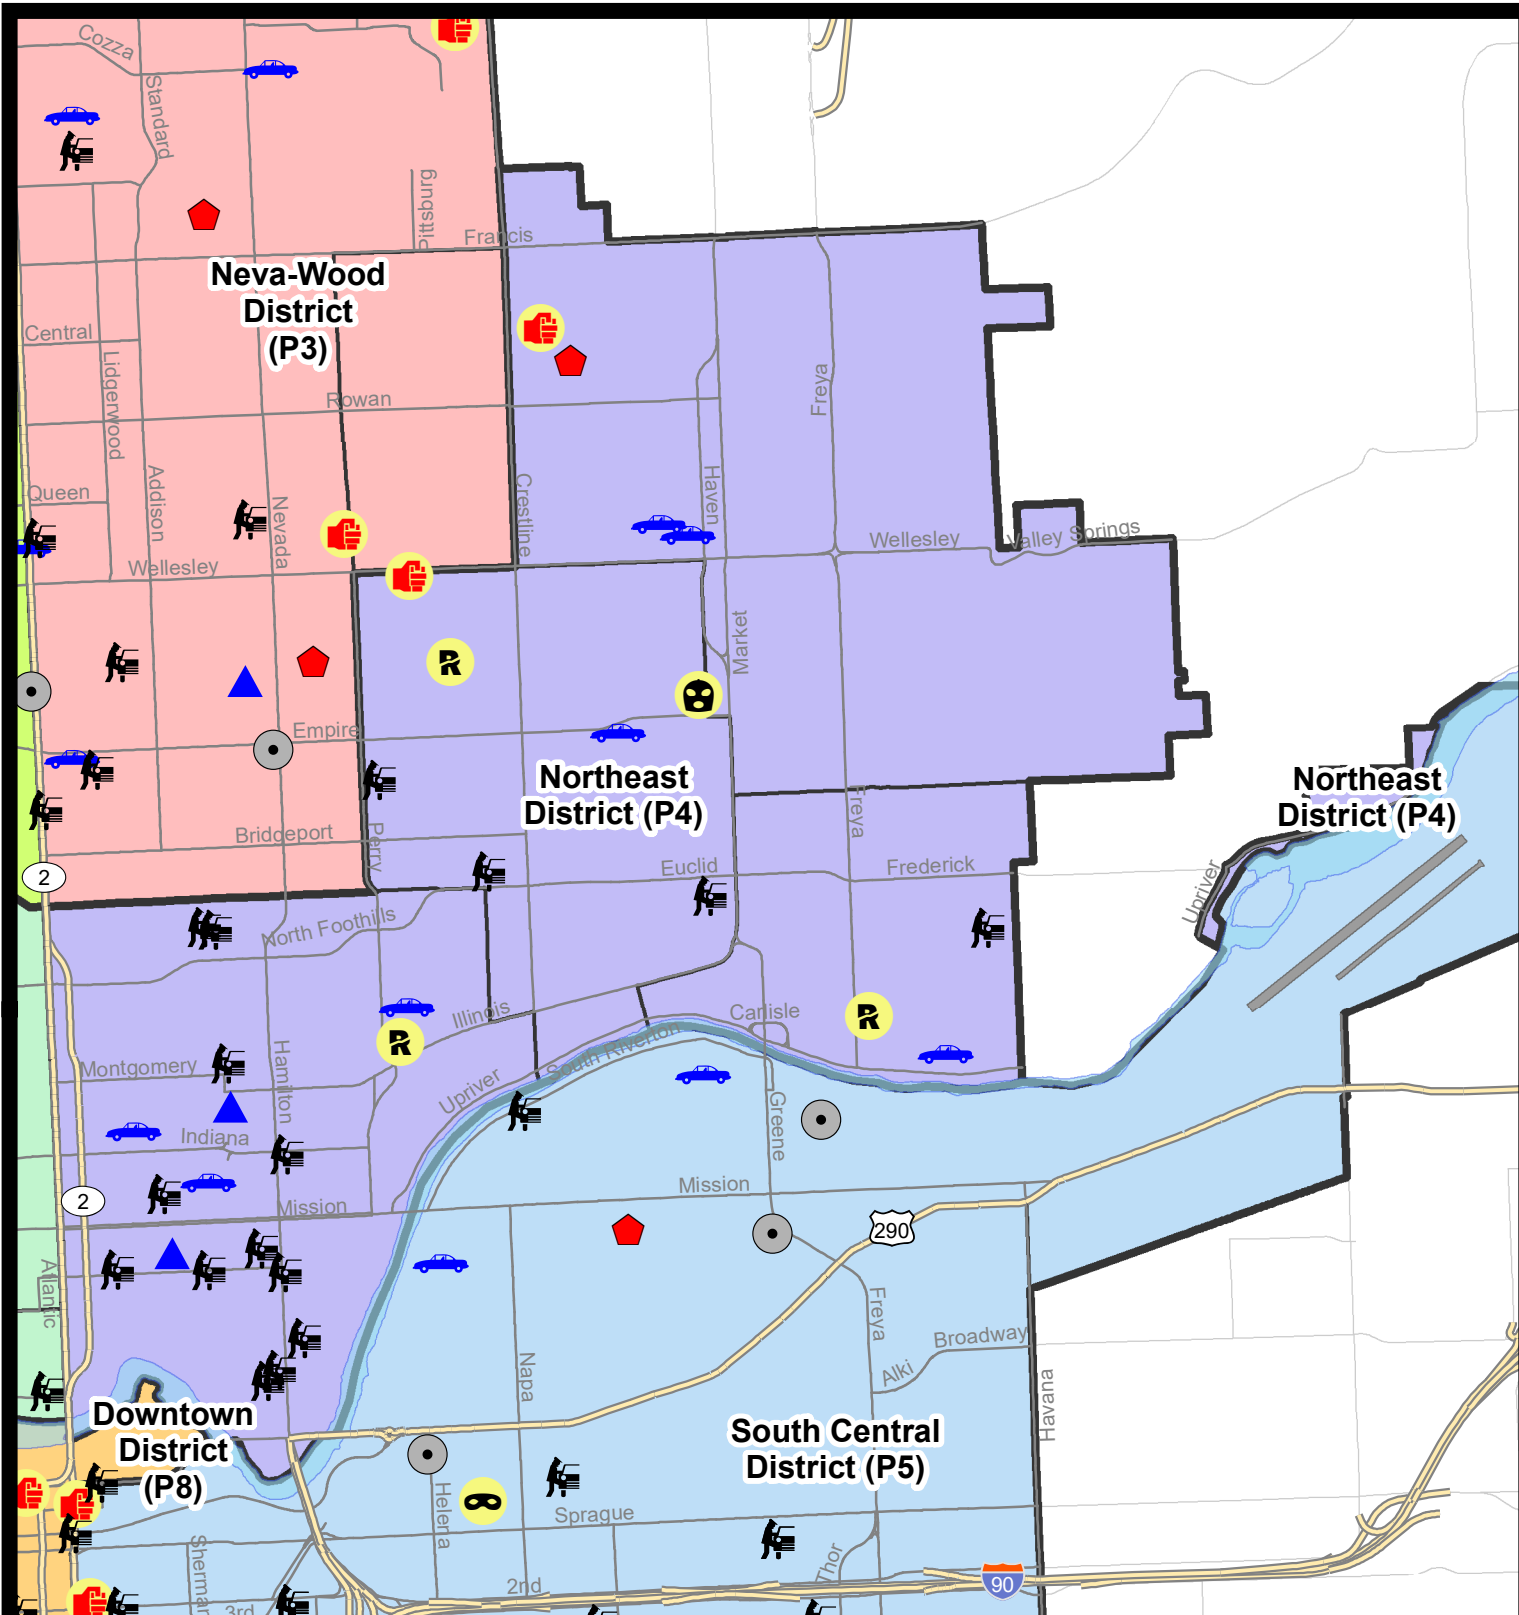 Cozza
Standard
Pittsburg
Francis
Neva-Wood
District
(P3)
Central
Lidgerwood
Rowan
Freya
Queen
Addison
Nevada
Crestline
Haven
Wellesley
Valley Springs
Wellesley
Market
Empire
Northeast
District (P4)
Northeast
District (P4)
Bridgeport
Perry
Freya
Euclid
Frederick
Upriver
2
North Foothills
Illinois
Carlisle
South Riverton
Montgomery
Hamilton
Upriver
Greene
Indiana
Mission
Mission
2
290
Atlantic
Freya
Broadway
Alki
Napa
Havana
Downtown
District
(P8)
South Central
District (P5)
Helena
Sprague
Sherman
Thor
2nd
3rd
90
R
R
R